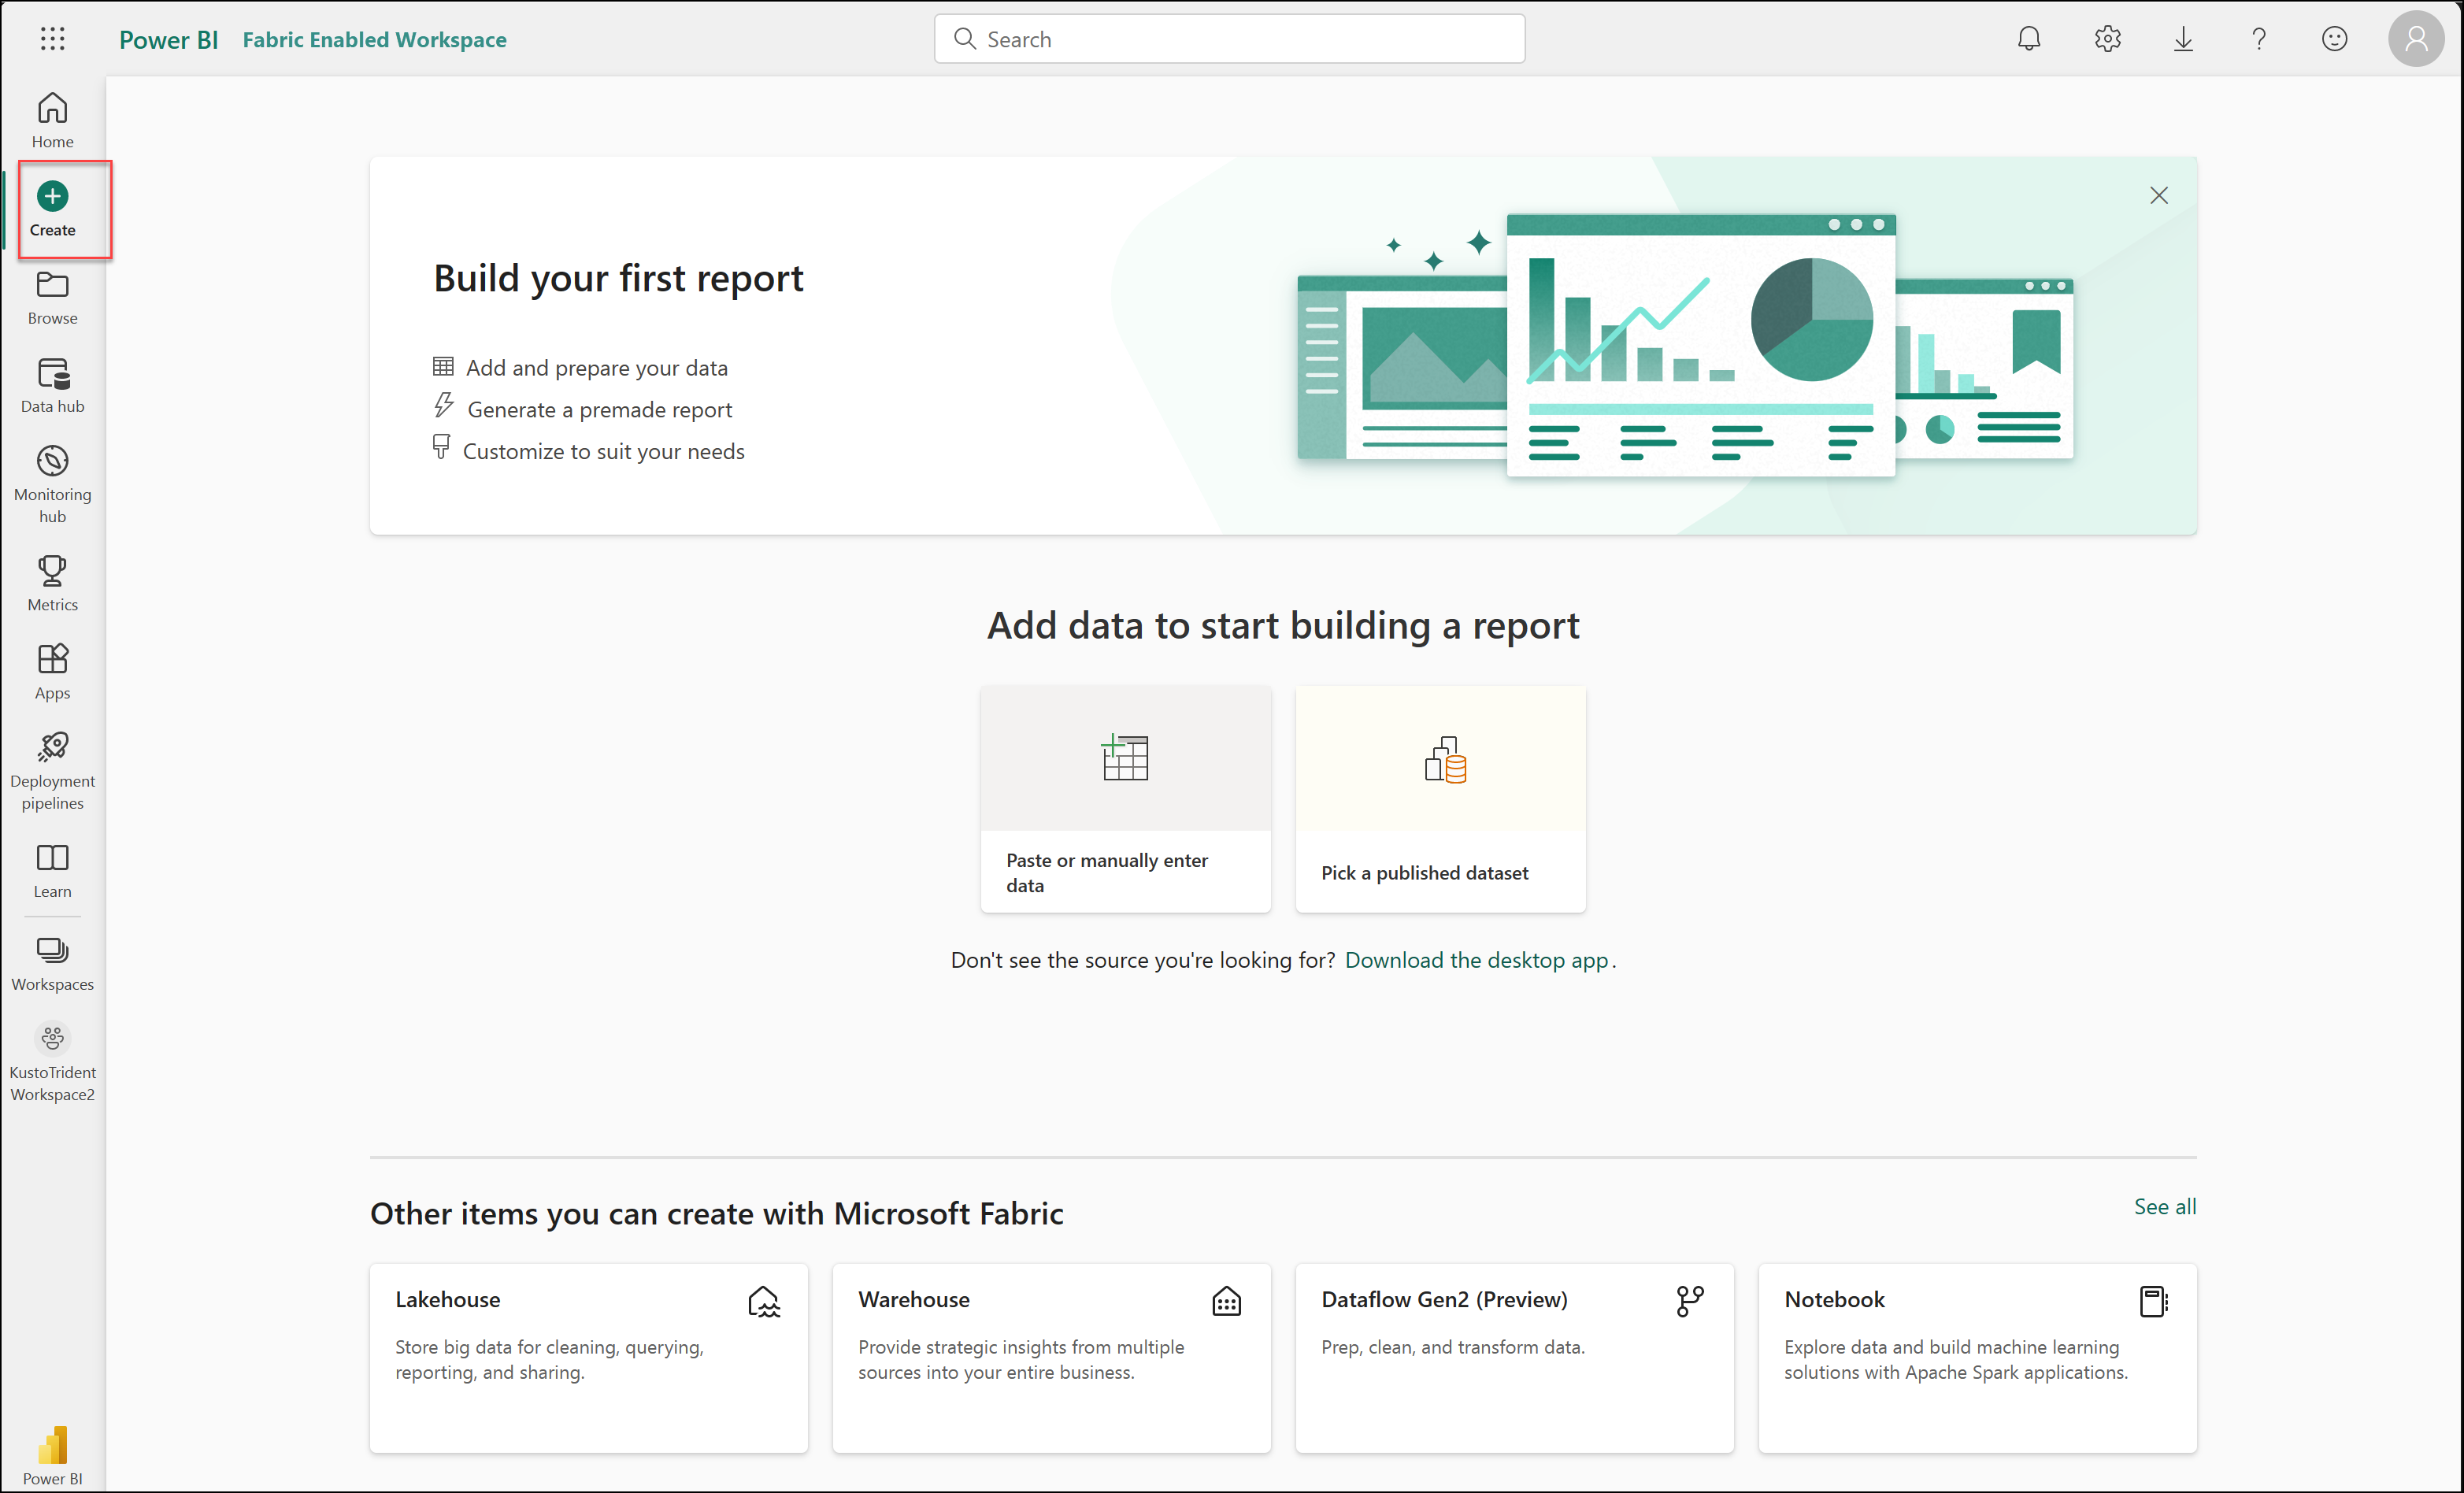 Power BI Fabric Enabled Workspace
Search
Home
Create
Browse
Data hub
Monitoring
hub
Metrics
Apps
Deployment
pipelines
Learn
Workspaces
KustoTrident
Workspace2
Power BI
Build your first report
Add and prepare your data
Generate a premade report
Customize to suit your needs
Add data to start building a report
Paste or manually enter
data
Pick a published dataset
Don't see the source you're looking for? Download the desktop app.
Other items you can create with Microsoft Fabric
See all
Lakehouse
Store big data for cleaning, querying,
reporting, and sharing.
Warehouse
Provide strategic insights from multiple
sources into your entire business.
Dataflow Gen2 (Preview)
Prep, clean, and transform data.
Notebook
Explore data and build machine learning
solutions with Apache Spark applications.